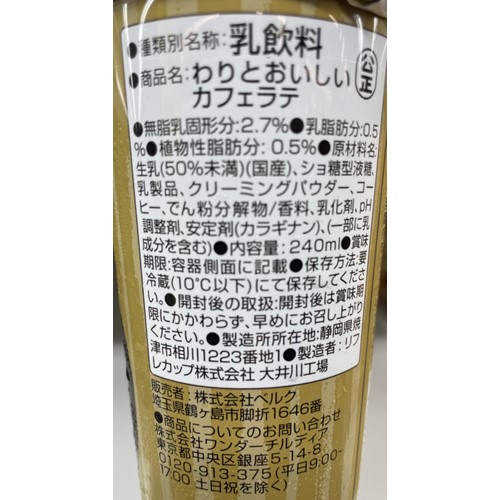 ●種類別名称:乳飲料
●商品名:わりとおいしい
カフェラテ
公正
●無脂乳固形分:2.7%●乳脂肪分:0.5
%●植物性脂肪分:0.5%●原材料名:
生乳(50%未満)(国産)、ショ糖型液糖、
乳製品、クリーミングパウダー、コー
ヒー、でん粉分解物/香料、乳化剤、pH
調整剤、安定剤(カラギナン)、(一部に乳
成分を含む)●内容量:240ml●賞味
期限:容器側面に記載●保存方法:要
冷蔵(10℃以下)にて保存してくださ
い。●開封後の取扱:開封後は賞味期
限にかかわらず、早めにお召し上がり
ください。●製造所所在地:静岡県焼
津市相川1223番地1●製造者:リフ
レカップ株式会社 大井川工場
販売者:株式会社ベルク
埼玉県鶴ヶ島市脚折1646番
●商品についてのお問い合わせ
株式会社ワンダーチルディア
東京都中央区銀座5-14-8
0120-913-375(平日9:00-
17:00 土日祝を除く)